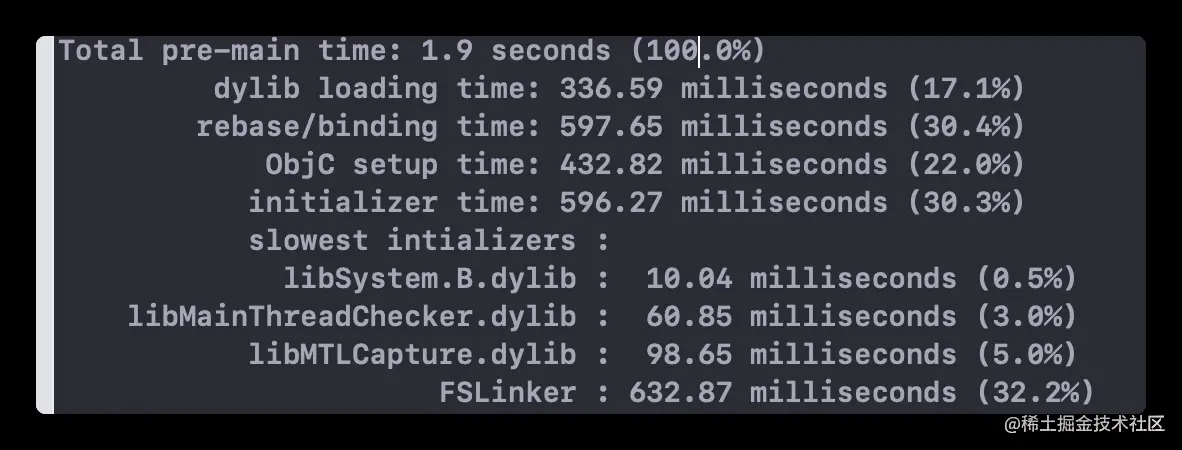 Total pre-main time: 1.9 seconds (100.0%)
dylib loading time: 336.59 milliseconds (17.1%)
rebase/binding time: 597.65 milliseconds (30.4%)
ObjC setup time: 432.82 milliseconds (22.0%)
initializer time: 596.27 milliseconds (30.3%)
slowest intializers :
libSystem.B.dylib : 10.04 milliseconds (0.5%)
libMainThreadChecker.dylib : 60.85 milliseconds (3.0%)
libMTLCapture.dylib : 98.65 milliseconds (5.0%)
FSLinker : 632.87 milliseconds (32.2%)
@稀土掘金技术社区